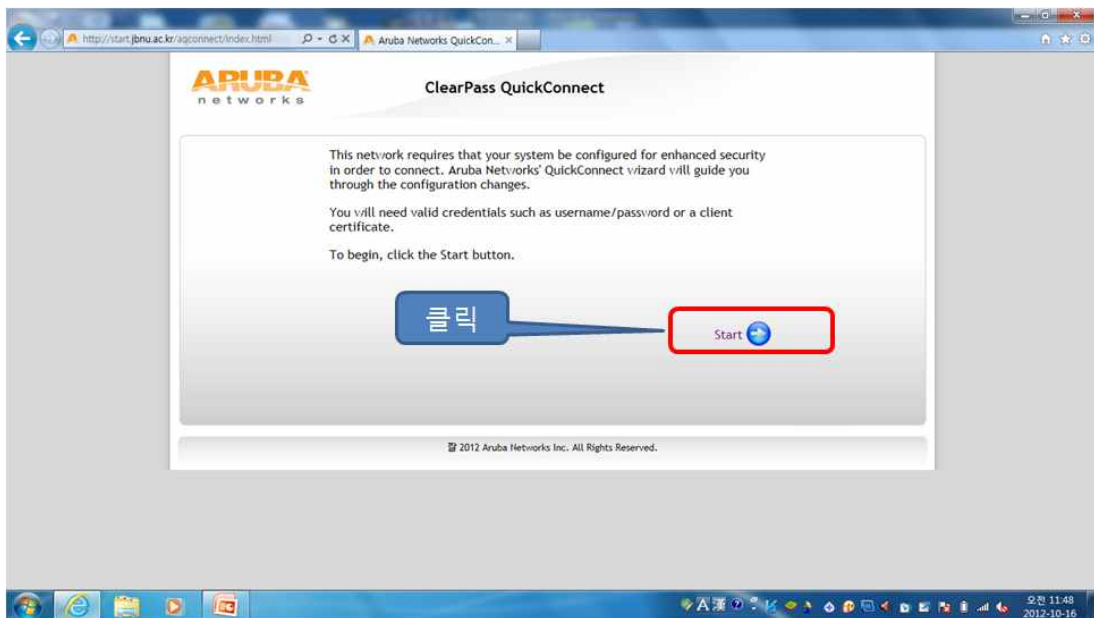 http://start.jbnu.ac.kr/aqconnect/index.html
Aruba Networks QuickCon...
ARUBA
networks
ClearPass QuickConnect
This network requires that your system be configured for enhanced security
in order to connect. Aruba Networks' QuickConnect wizard will guide you
through the configuration changes.
You will need valid credentials such as username/password or a client
certificate.
To begin, click the Start button.
클릭
Start
2012 Aruba Networks Inc. All Rights Reserved.
A 漢
오전 11:48
2012-10-16